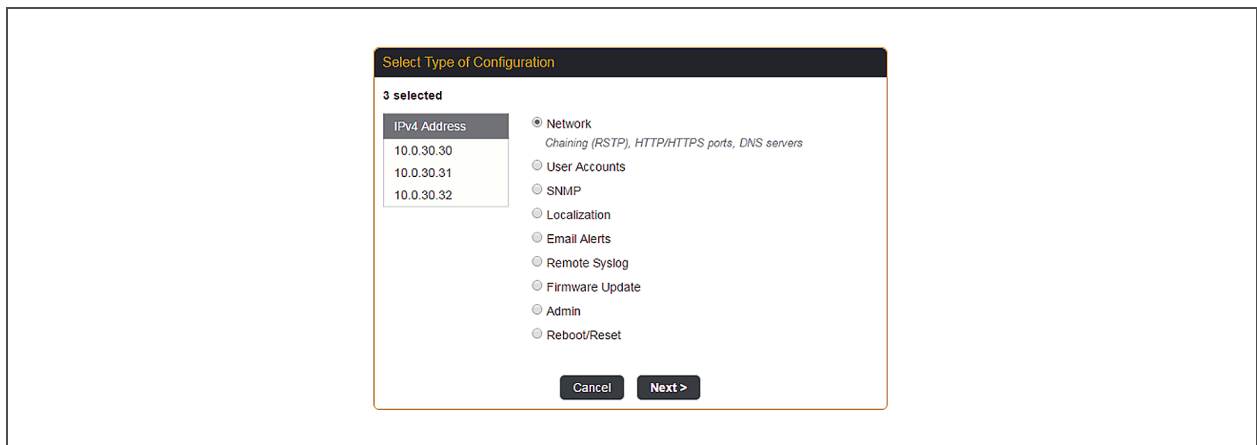 Select Type of Configuration
3 selected
IPv4 Address
10.0.30.30
10.0.30.31
10.0.30.32
Network
Chaining (RSTP), HTTP/HTTPS ports, DNS servers
User Accounts
SNMP
Localization
Email Alerts
Remote Syslog
Firmware Update
Admin
Reboot/Reset
Cancel
Next >